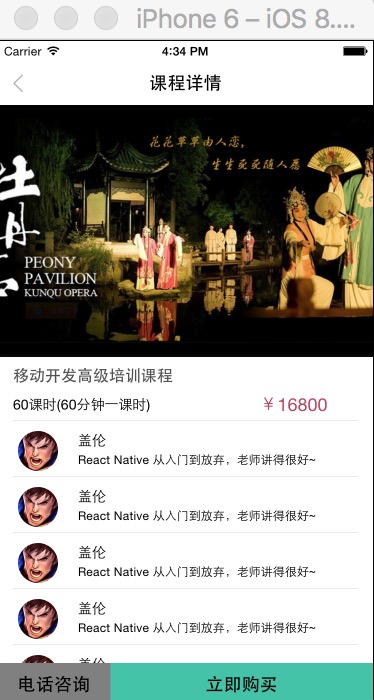 iPhone 6 – iOS 8....
Carrier
4:34 PM
课程详情
花花草草由人恋,
生生死死随人愿
牡丹
PEONY
PAVILION
KUNQU OPERA
移动开发高级培训课程
60课时(60分钟一课时)
¥ 16800
盖伦
React Native 从入门到放弃，老师讲得很好~
盖伦
React Native 从入门到放弃，老师讲得很好~
盖伦
React Native 从入门到放弃，老师讲得很好~
盖伦
React Native 从入门到放弃，老师讲得很好~
盖伦
电话咨询
立即购买